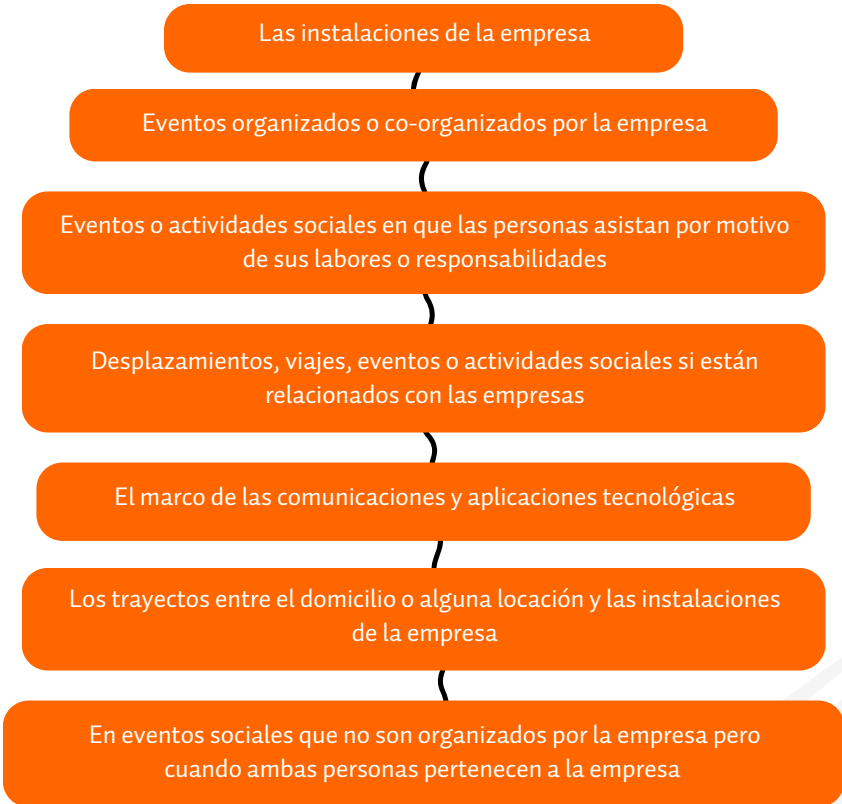 Las instalaciones de la empresa
Eventos organizados o co-organizados por la empresa
Eventos o actividades sociales en que las personas asistan por motivo
de sus labores o responsabilidades
Desplazamientos, viajes, eventos o actividades sociales si están
relacionados con las empresas
El marco de las comunicaciones y aplicaciones tecnológicas
Los trayectos entre el domicilio o alguna locación y las instalaciones
de la empresa
En eventos sociales que no son organizados por la empresa pero
cuando ambas personas pertenecen a la empresa